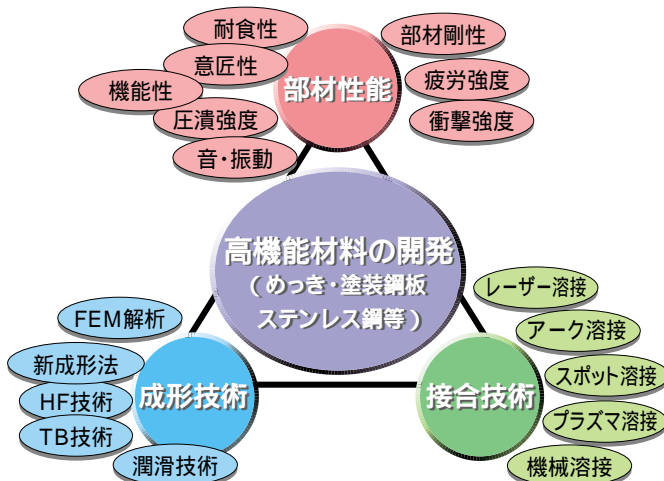 耐食性
意匠性
機能性
圧潰強度
音・振動
部材性能
部材剛性
疲労強度
衝撃強度
高機能材料の開発
（めっき・塗装鋼板
ステンレス鋼等）
FEM解析
新成形法
HF技術
TB技術
潤滑技術
成形技術
接合技術
レーザー溶接
アーク溶接
スポット溶接
プラズマ溶接
機械溶接